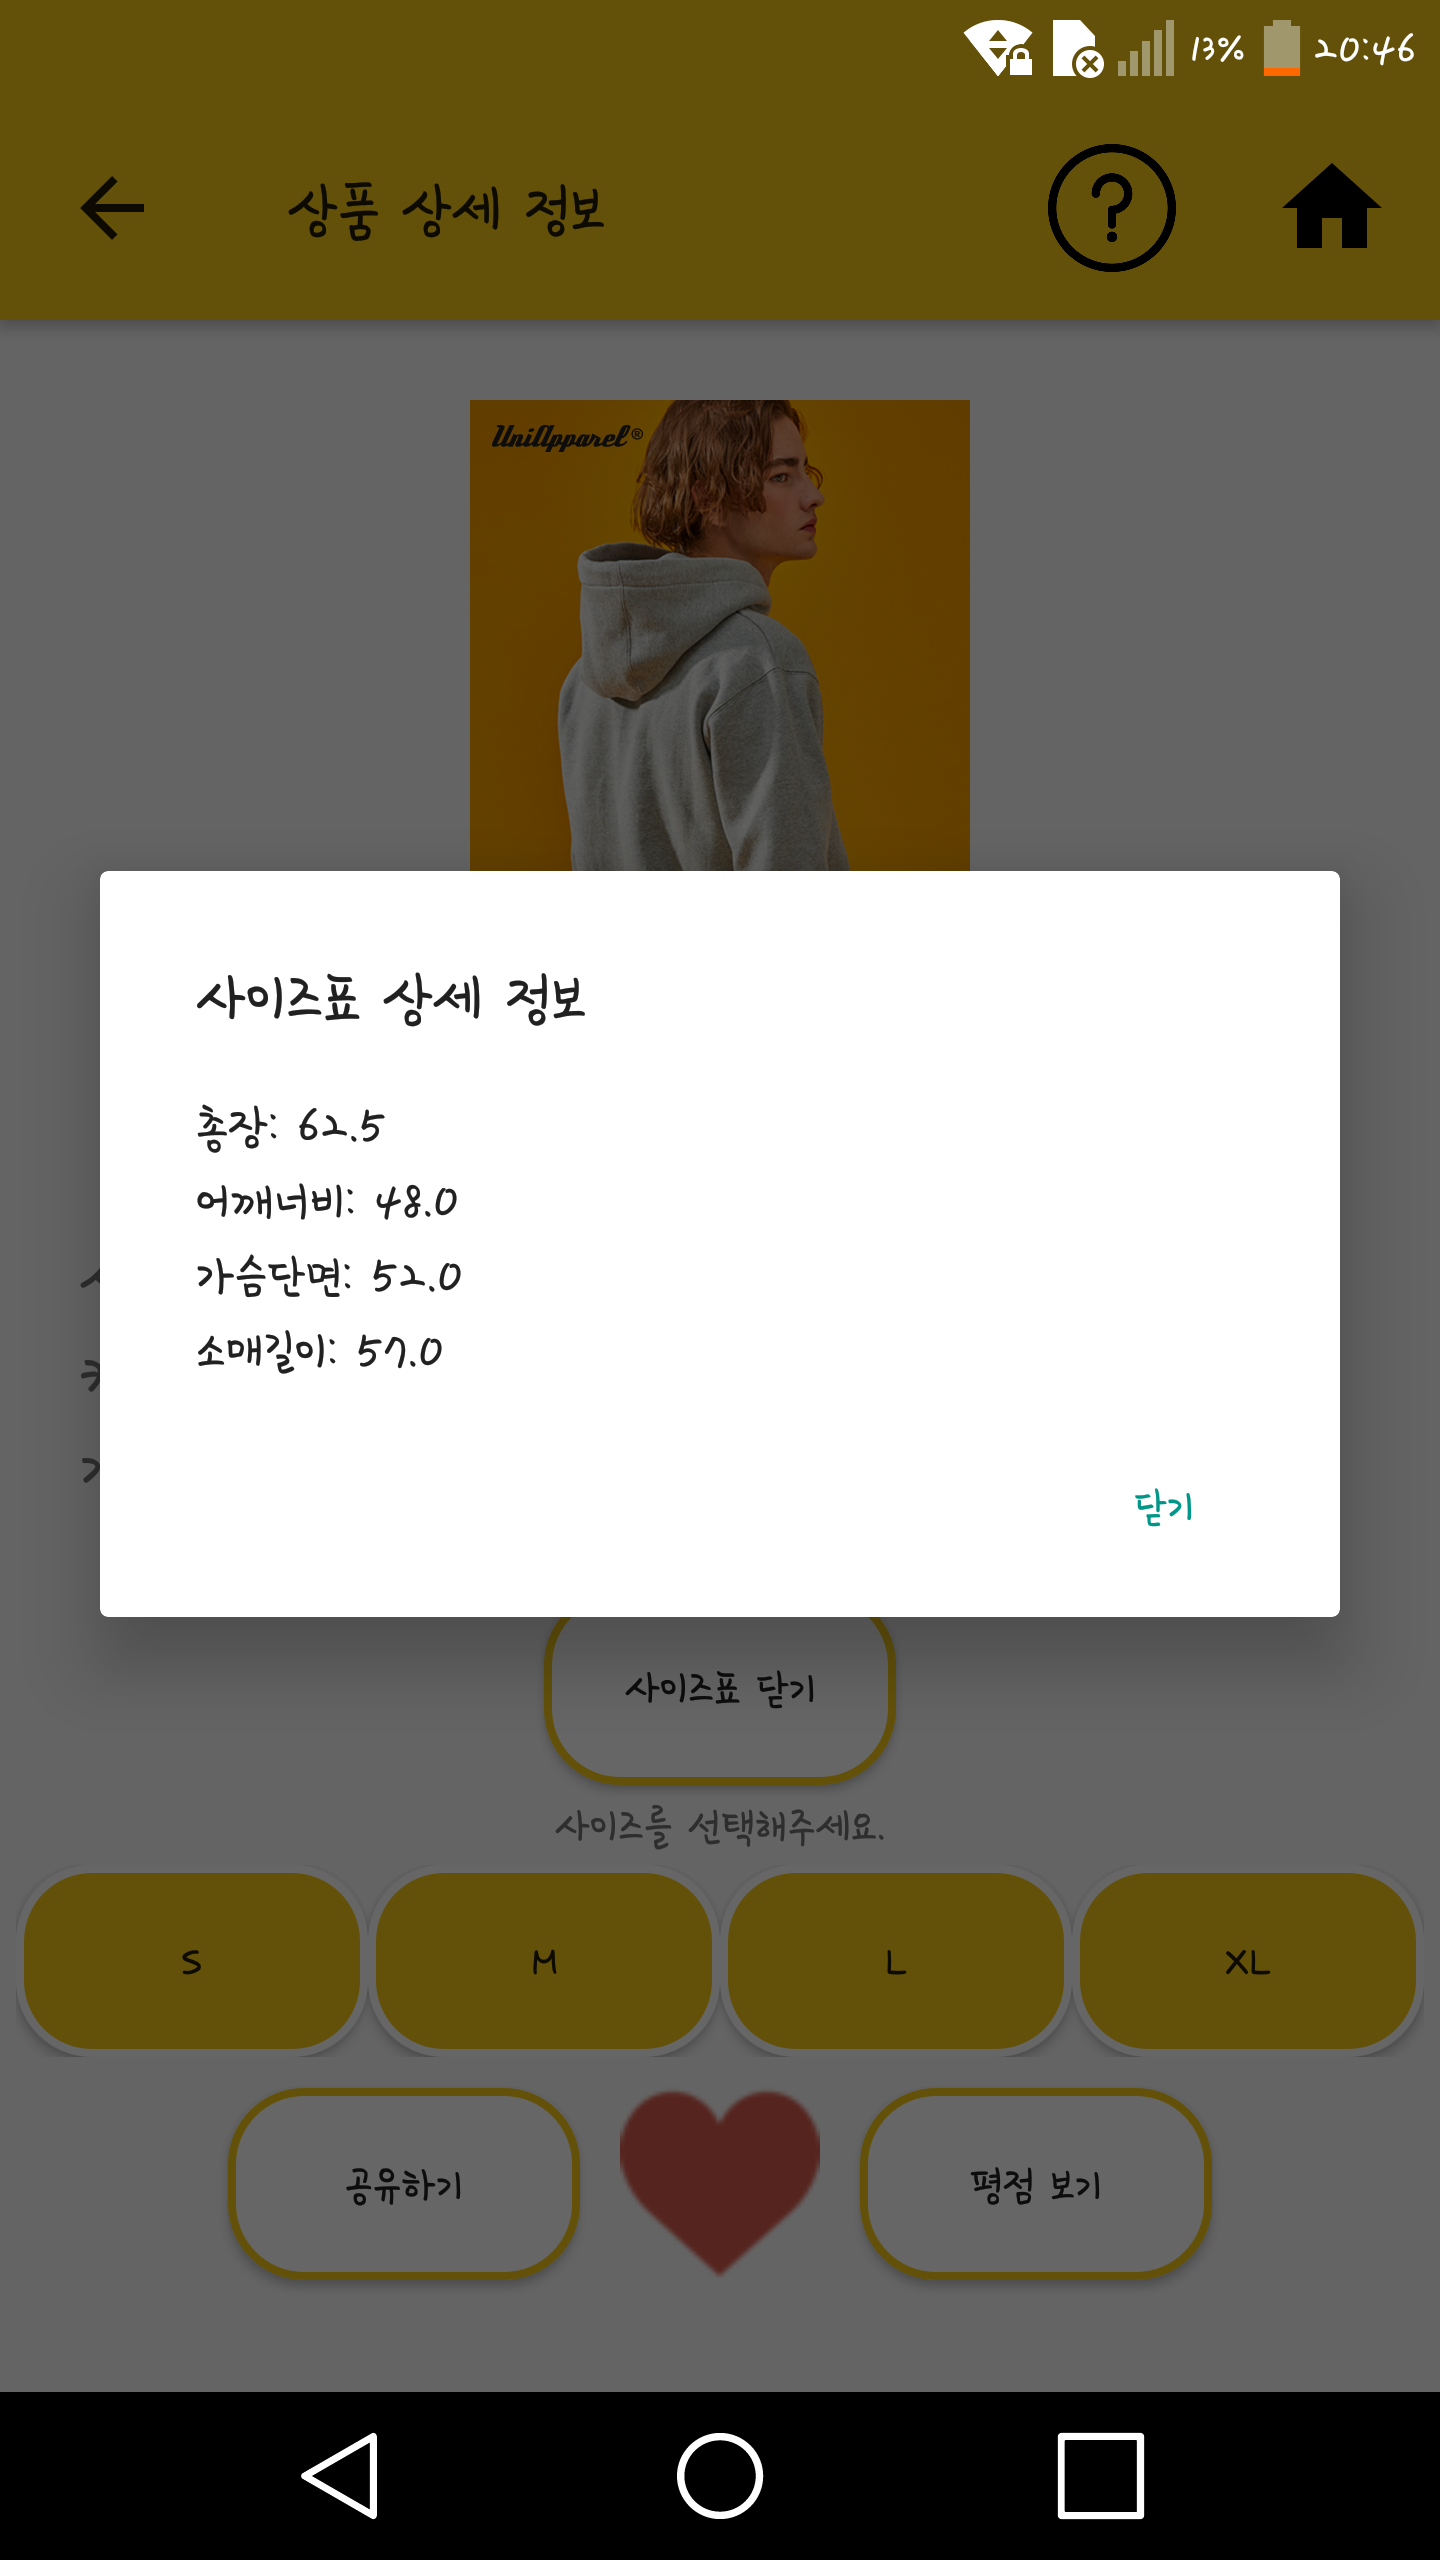 13% 20:46
상품 상세 정보
UniApparel®
사이즈표 상세 정보
총장: 62.5
어깨너비: 48.0
가슴단면: 52.0
소매길이: 57.0
닫기
사이즈표 닫기
사이즈를 선택해주세요.
S M L XL
공유하기 평점 보기